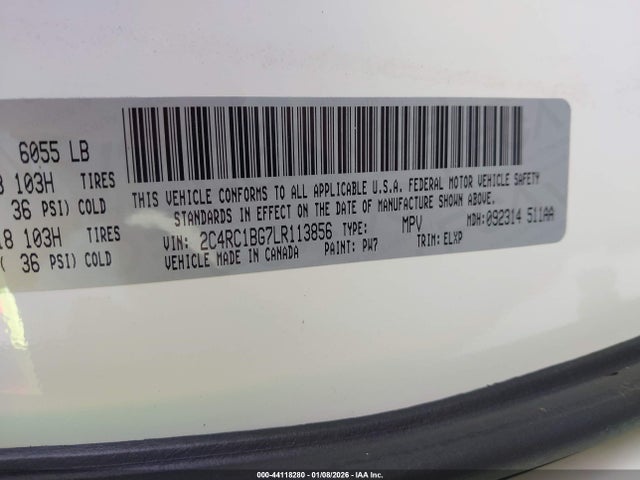 6055 LB
103H TIRES
36 PSI) COLD
18 103H TIRES
( 36 PSI) COLD
THIS VEHICLE CONFORMS TO ALL APPLICABLE U.S.A. FEDERAL MOTOR VEHICLE SAFETY
STANDARDS IN EFFECT ON THE DATE OF MANUFACTURE SHOWN ABOVE.
VIN: 2C4RC1BG7LR113856 TYPE: MPV MDH: 092314 511AA
VEHICLE MADE IN CANADA PAINT: PW7 TRIM: ELXP
000-44118280 - 01/08/2026 - IAA Inc.